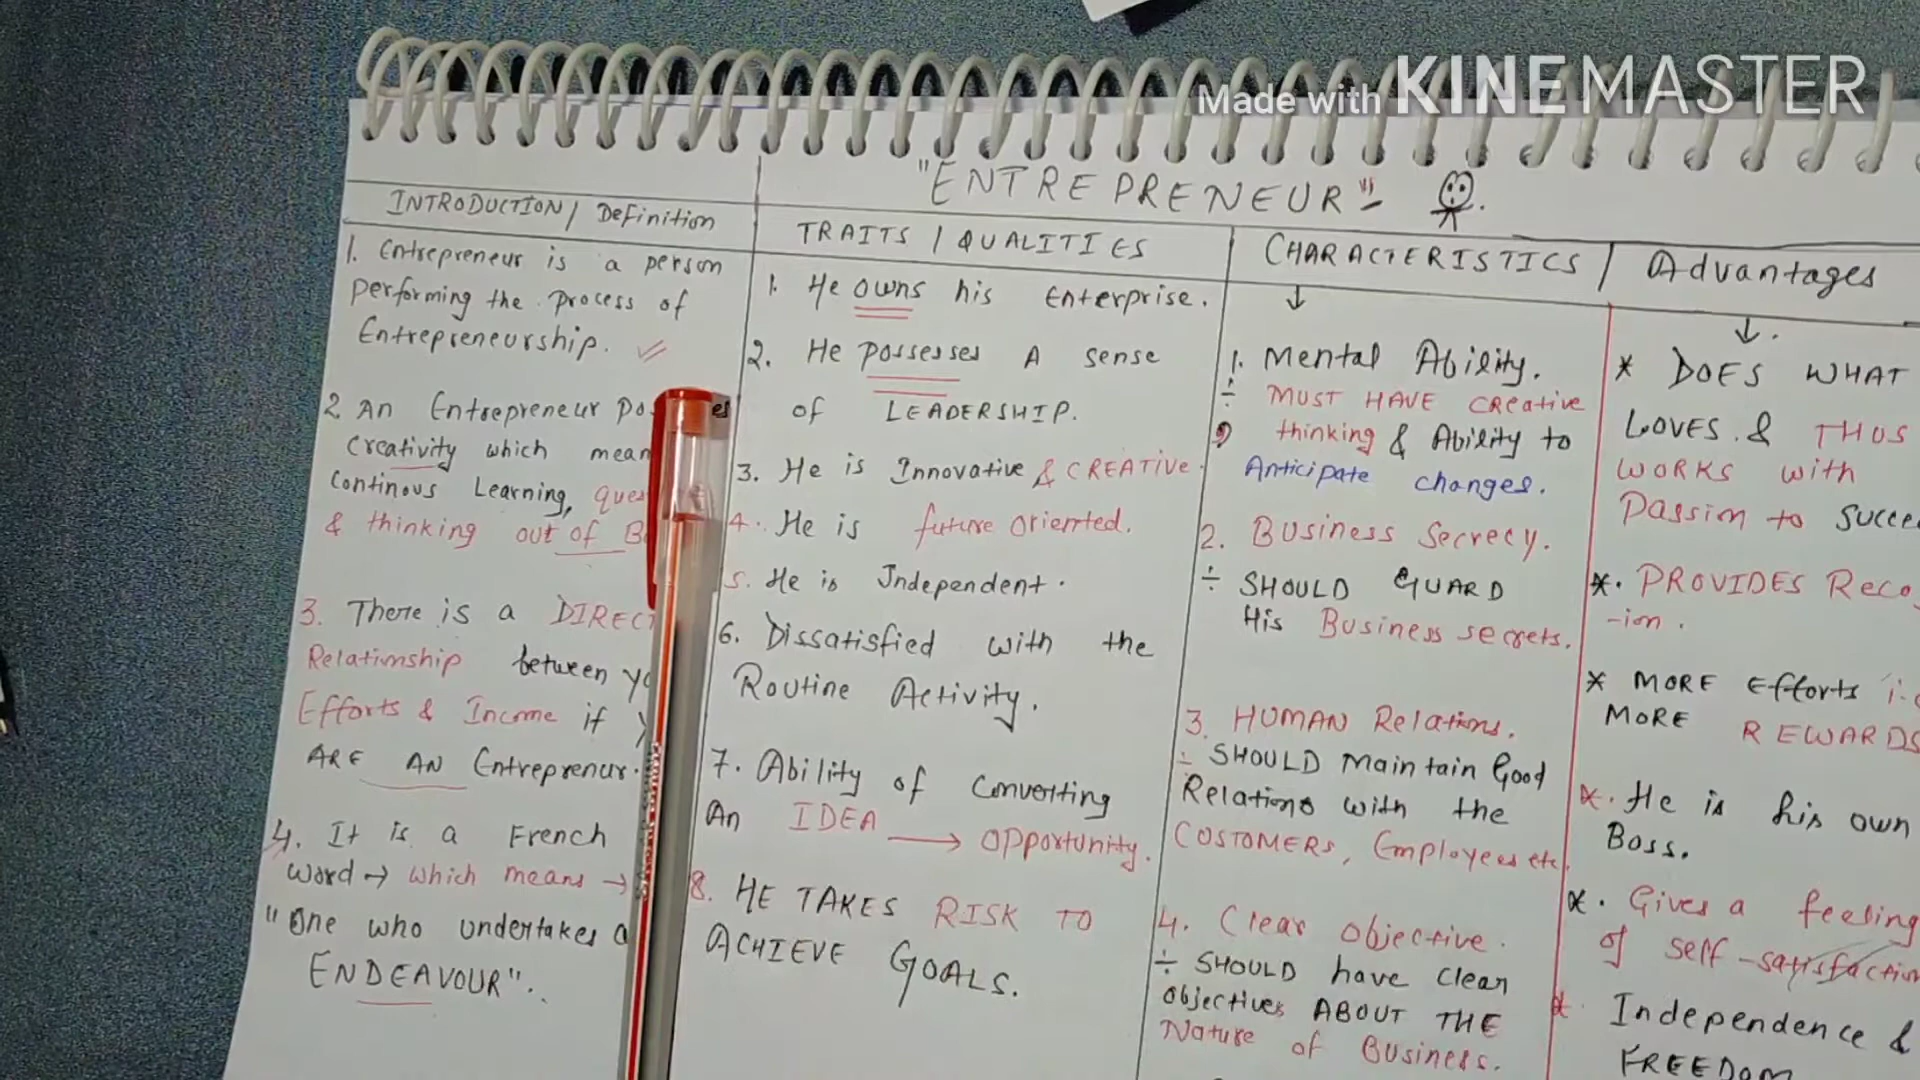 Made with KINEMASTER
"ENTREPRENEUR"
INTRODUCTION / Definition
1. Entrepreneur is a person
performing the process of
Entrepreneurship.
2 An Entrepreneur
Creativity which
Continous Learning,
& thinking out of
3. There is a
Relationship between
Efforts & Income if
ARE AN Entreprenur.
4. It is a French
word → which means →
"One who undertakes a
ENDEAVOUR".
TRAITS / QUALITIES
1. He owns his Enterprise.
2. He possesses A sense
of LEADERSHIP.
3. He is Innovative & CREATIVE
4. He is future oriented.
5. He is Independent.
6. Dissatisfied with the
Routine Activity.
7. Ability of Converting
An IDEA → opportunity.
8. HE TAKES RISK TO
ACHIEVE GOALS.
CHARACTERISTICS /
↓
1. Mental Ability.
÷ MUST HAVE Creative
thinking & Ability to
Anticipate changes.
2. Business Secrecy.
÷ SHOULD GUARD
His Business secrets.
3. HUMAN Relations.
÷ SHOULD Maintain Good
Relations with the
CUSTOMERS, Employees etc.
4. Clear objective.
÷ SHOULD have clear
objectives ABOUT THE
Nature of Business.
Advantages
↓
* DOES WHAT
LOVES & THUS
WORKS with
Passion to
*. PROVIDES
-ion.
* MORE Efforts
MORE REWARDS
*. He is his own
Boss.
*. Gives a feeling
of self-satisfaction
* Independence &
FREEDOM